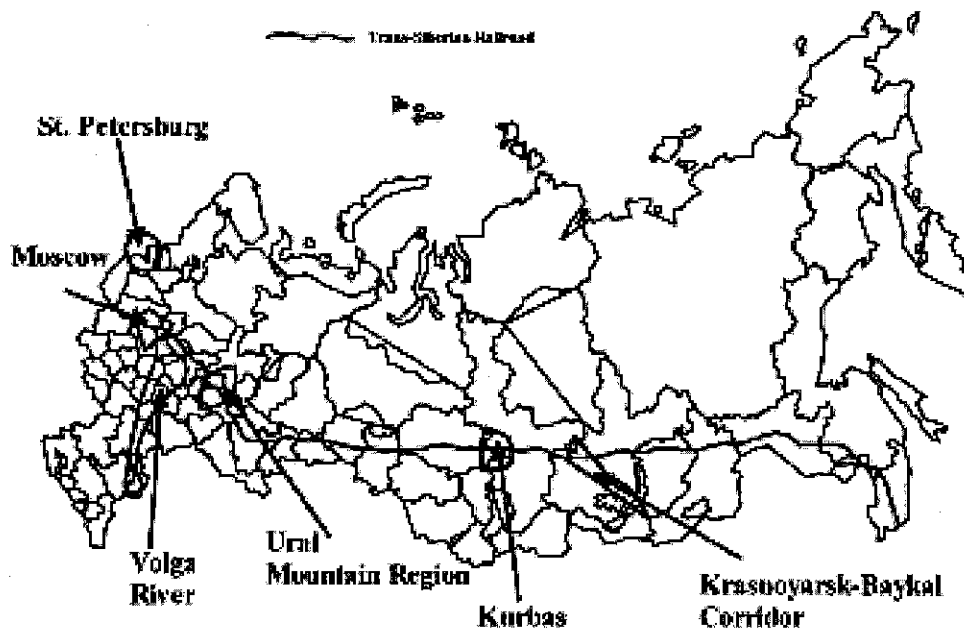 Trans-Siberian Railroad
St. Petersburg
Moscow
Volga
River
Ural
Mountain Region
Kurbas
Krasnoyarsk-Baykal
Corridor